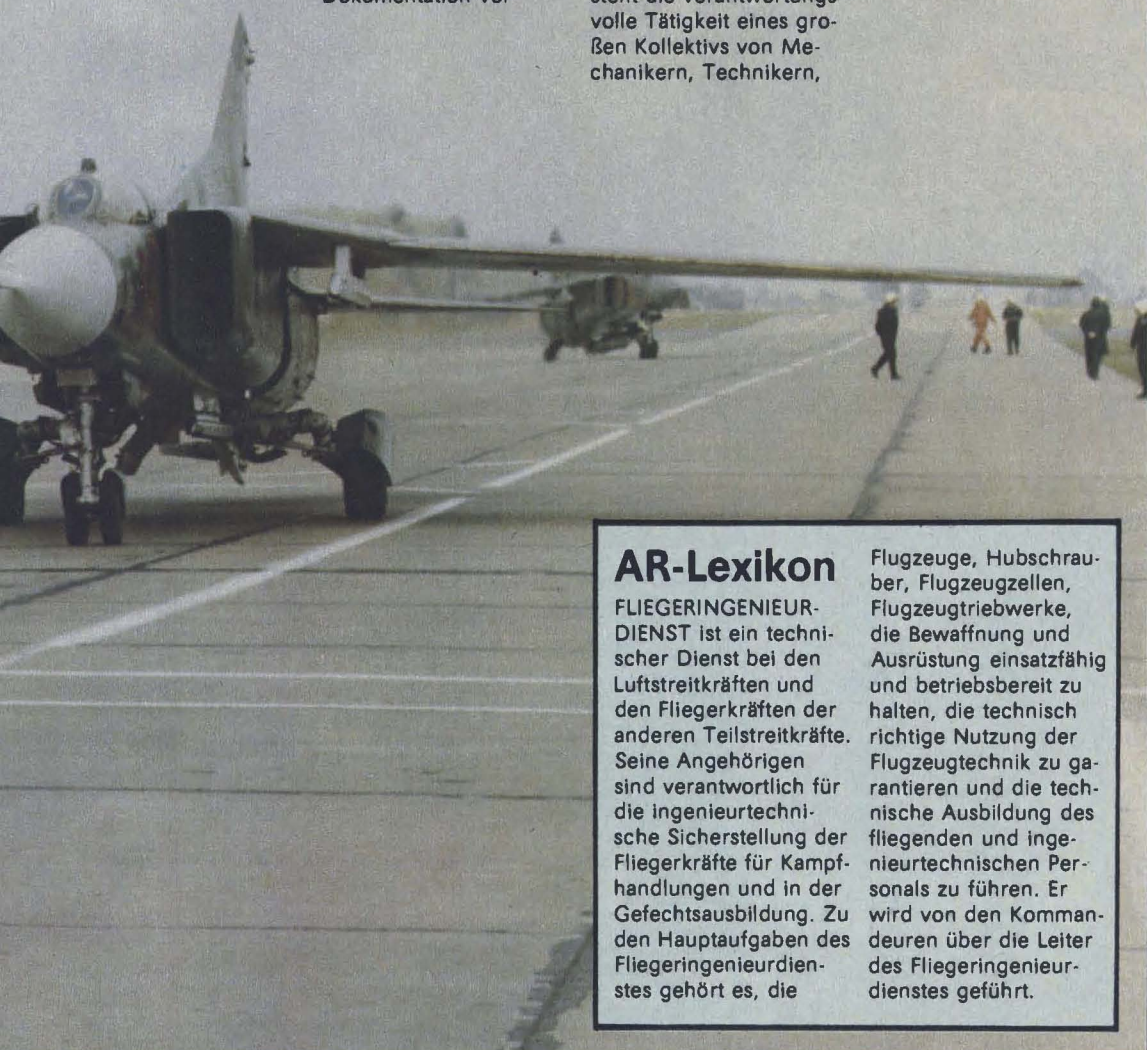 volle Tätigkeit eines gro-
ßen Kollektivs von Me-
chanikern, Technikern,
AR-Lexikon
FLIEGERINGENIEUR-
DIENST ist ein techni-
scher Dienst bei den
Luftstreitkräften und
den Fliegerkräften der
anderen Teilstreitkräfte.
Seine Angehörigen
sind verantwortlich für
die ingenieurtechni-
sche Sicherstellung der
Fliegerkräfte für Kampf-
handlungen und in der
Gefechtsausbildung. Zu
den Hauptaufgaben des
Fliegeringenieurdien-
stes gehört es, die
Flugzeuge, Hubschrau-
ber, Flugzeugzellen,
Flugzeugtriebwerke,
die Bewaffnung und
Ausrüstung einsatzfähig
und betriebsbereit zu
halten, die technisch
richtige Nutzung der
Flugzeugtechnik zu ga-
rantieren und die tech-
nische Ausbildung des
fliegenden und inge-
nieurtechnischen Per-
sonals zu führen. Er
wird von den Komman-
deuren über die Leiter
des Fliegeringenieur-
dienstes geführt.